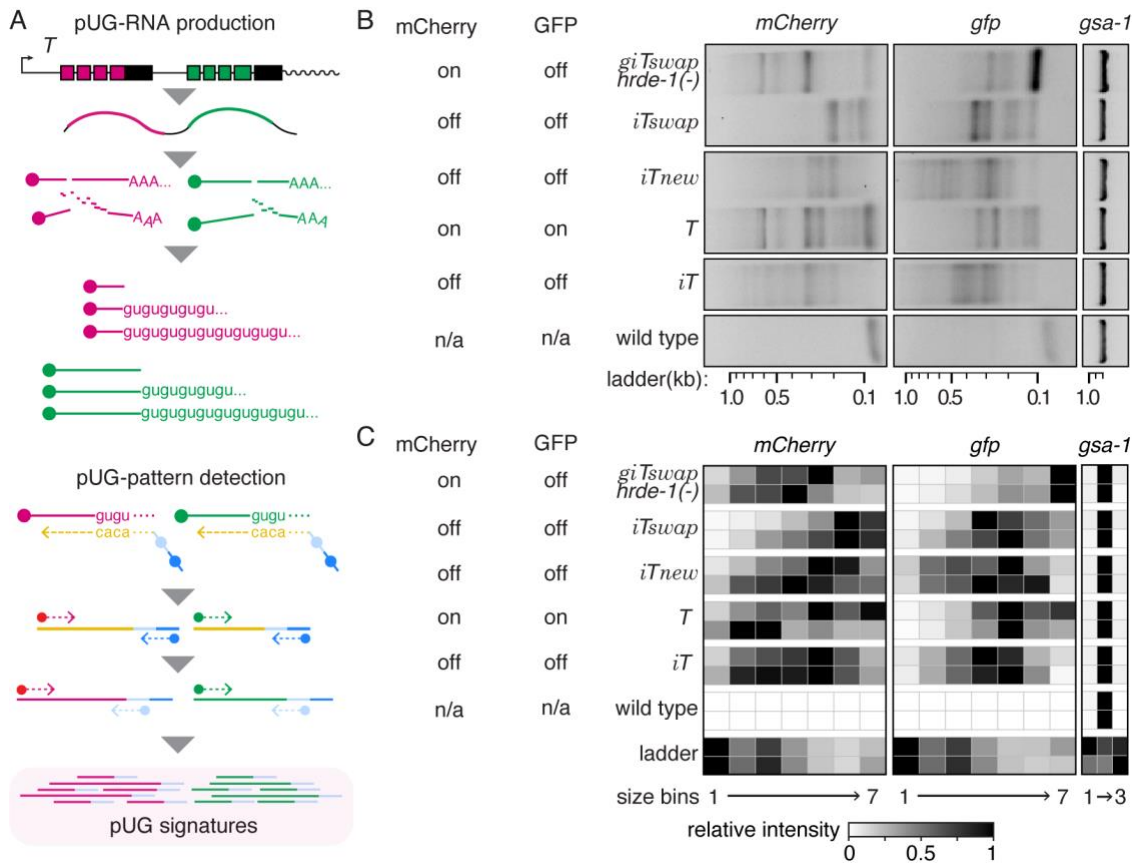 A
pUG-RNA production
T
AAA...
AAA...
AAA
AAA
gugugugugu...
gugugugugugugugugu...
gugugugugu...
gugugugugugugugugu...
pUG-pattern detection
gugu ····
gugu ····
caca ...
caca ...
pUG signatures
B
mCherry GFP mCherry gfp gsa-1
on off giTswap
hrde-1(-)
off off iTswap
off off iTnew
on on T
off off iT
n/a n/a wild type
ladder(kb):
1.0 0.5 0.1 1.0 0.5 0.1 1.0
C
mCherry GFP mCherry gfp gsa-1
on off giTswap
hrde-1(-)
off off iTswap
off off iTnew
on on T
off off iT
n/a n/a wild type
ladder
size bins 1 → 7 1 → 7 1→3
relative intensity
0 0.5 1